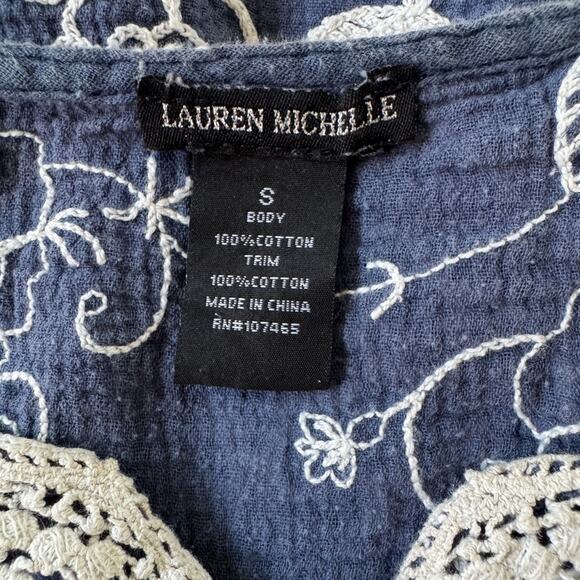 LAUREN MICHELLE
S
BODY
100%COTTON
TRIM
100%COTTON
MADE IN CHINA
RN#107465